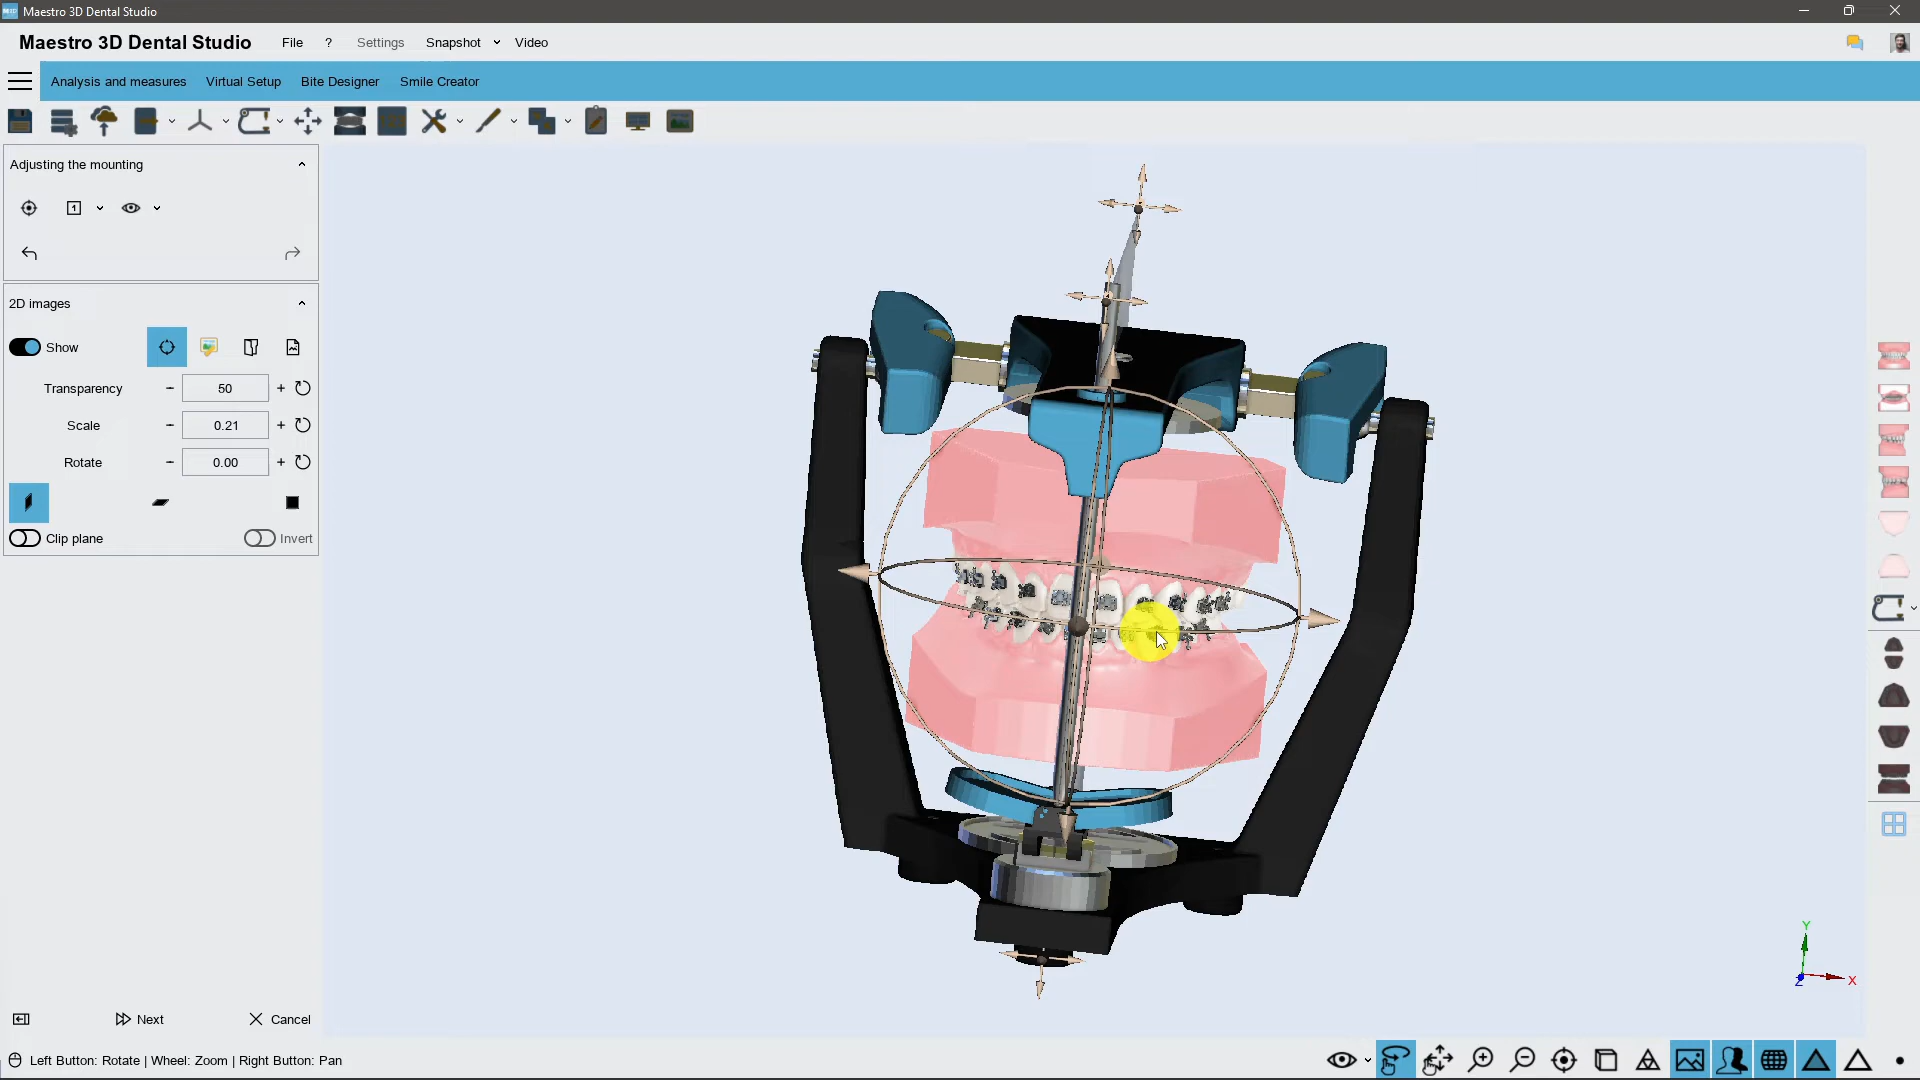 Maestro 3D Dental Studio
Maestro 3D Dental Studio
File ? Settings Snapshot Video
Analysis and measures Virtual Setup Bite Designer Smile Creator
Adjusting the mounting
1
2D images
Show
Transparency - 50 +
Scale - 0.21 +
Rotate - 0.00 +
Clip plane Invert
Y
X
Z
Next Cancel
Left Button: Rotate | Wheel: Zoom | Right Button: Pan